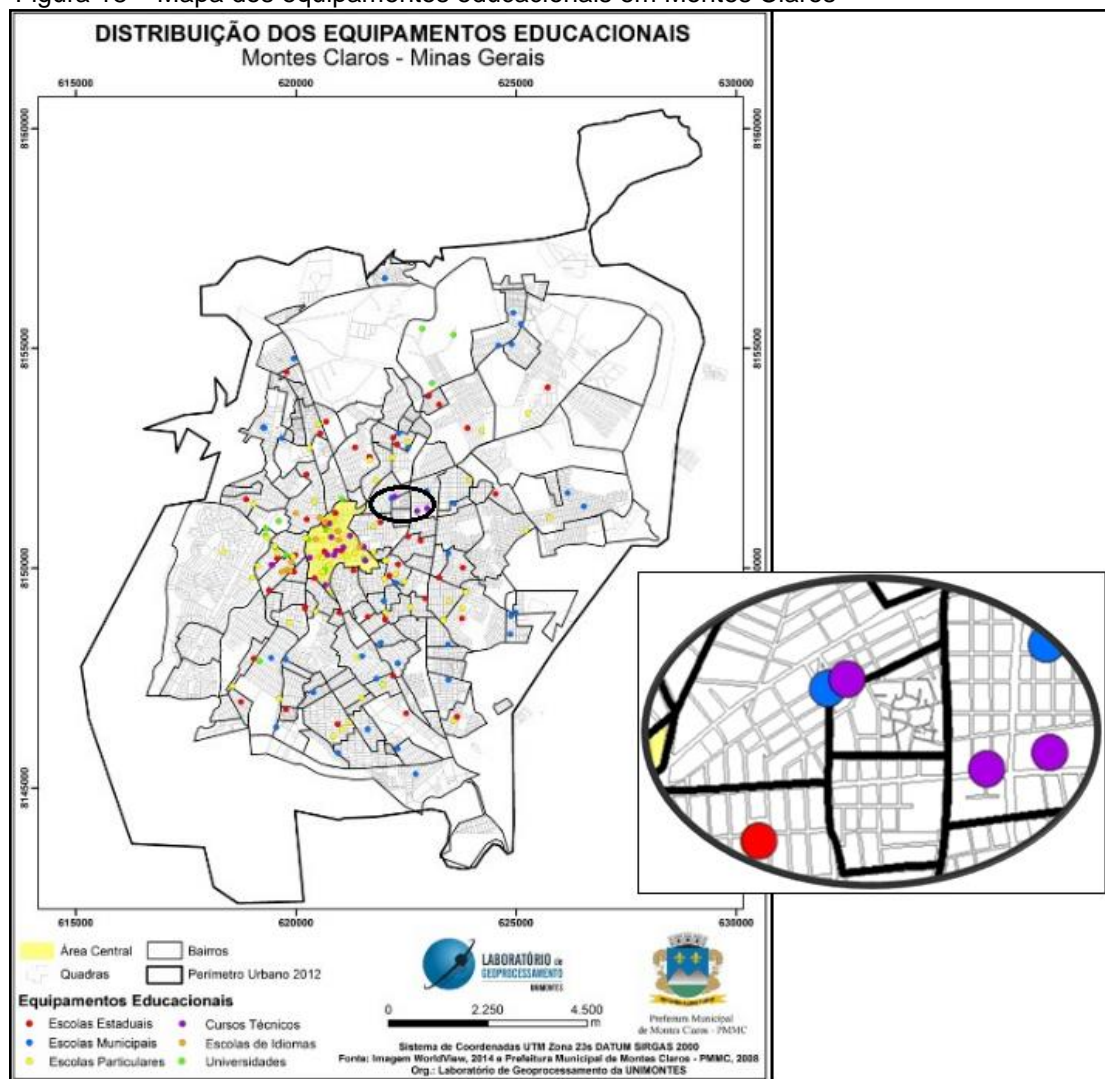 Figura 18 – Mapa dos equipamentos educacionais em Montes Claros
DISTRIBUIÇÃO DOS EQUIPAMENTOS EDUCACIONAIS
Montes Claros - Minas Gerais
615000 620000 625000 630000
8160000 8160000
8155000 8155000
8150000
8145000 8145000
615000 620000 625000 630000
Área Central
Bairros
Quadras
Perímetro Urbano 2012
Equipamentos Educacionais
Escolas Estaduais
Cursos Técnicos
Escolas Municipais
Escolas de Idiomas
Escolas Particulares
Universidades
LABORATÓRIO de
GEOPROCESSAMENTO
UNIMONTES
0 2.250 4.500
m
Prefeitura Municipal
de Montes Claros - PMMC
Sistema de Coordenadas UTM Zona 23s DATUM SIRGAS 2000
Fonte: Imagem WorldView, 2014 e Prefeitura Municipal de Montes Claros - PMMC, 2008
Org.: Laboratório de Geoprocessamento da UNIMONTES